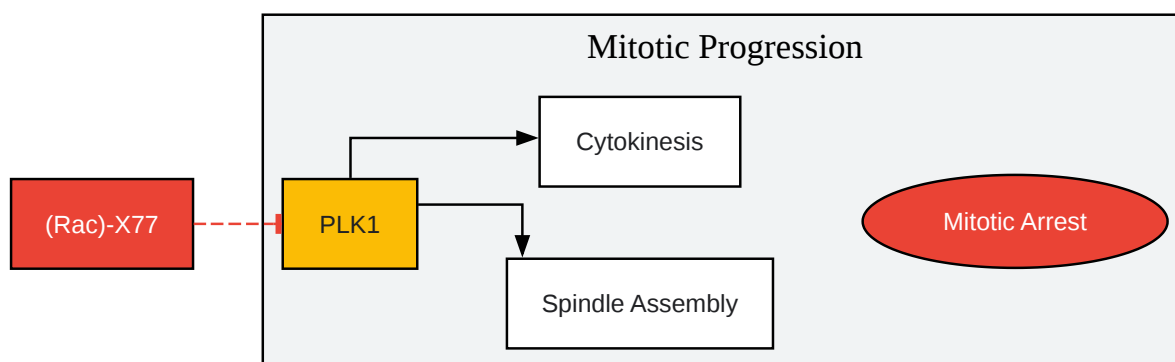 Mitotic Progression
Cytokinesis
(Rac)-X77
PLK1
Mitotic Arrest
Spindle Assembly